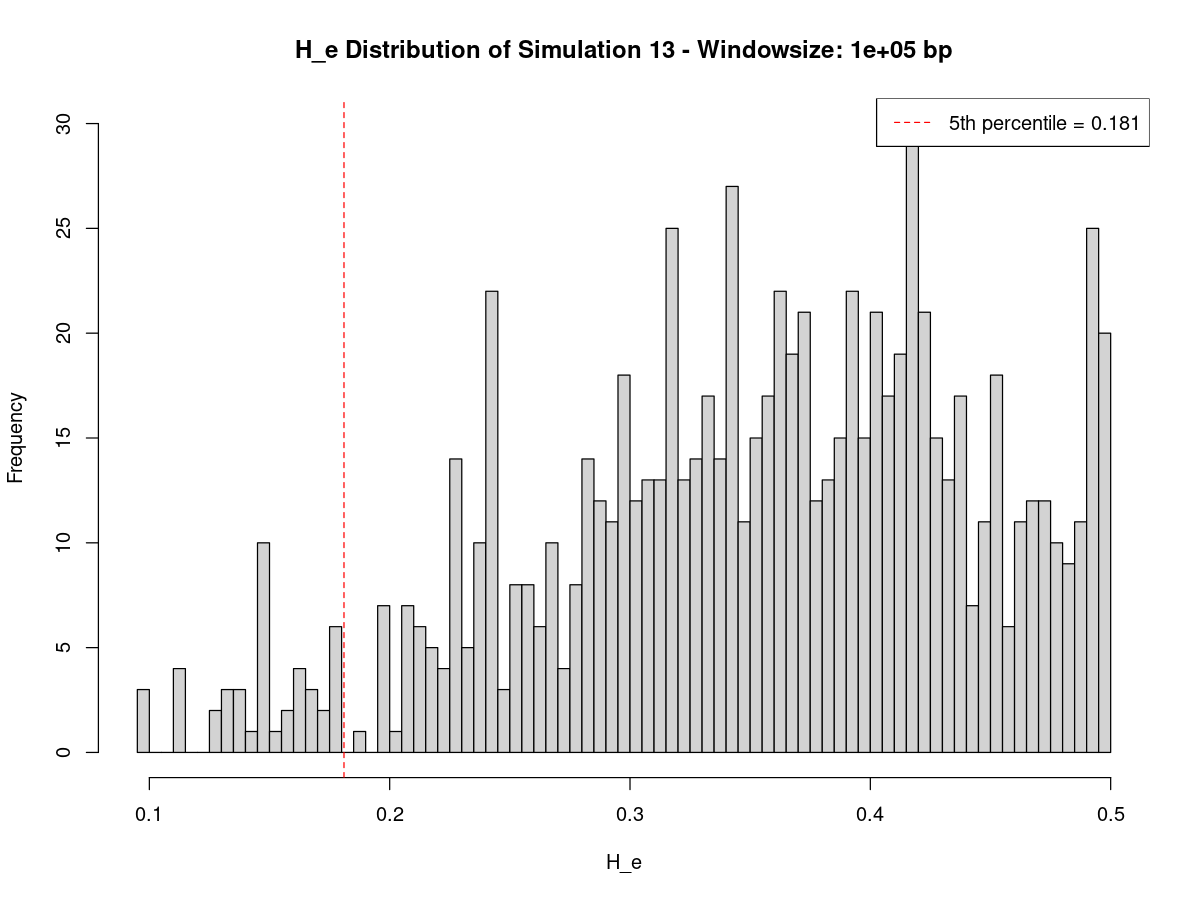 H_e Distribution of Simulation 13 - Windowsize: 1e+05 bp
5th percentile = 0.181
Frequency
30
25
20
15
10
5
0
0.1 0.2 0.3 0.4 0.5
H_e